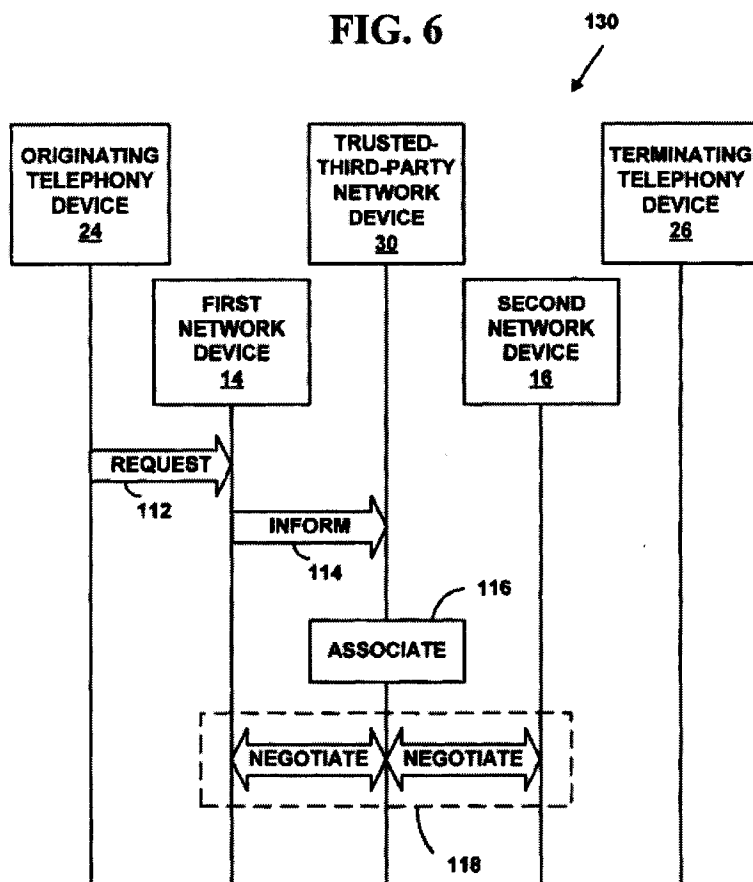 FIG. 6
130
ORIGINATING
TELEPHONY
DEVICE
24
TRUSTED-
THIRD-PARTY
NETWORK
DEVICE
30
TERMINATING
TELEPHONY
DEVICE
26
FIRST
NETWORK
DEVICE
14
SECOND
NETWORK
DEVICE
16
REQUEST
112
INFORM
114
116
ASSOCIATE
NEGOTIATE NEGOTIATE
118